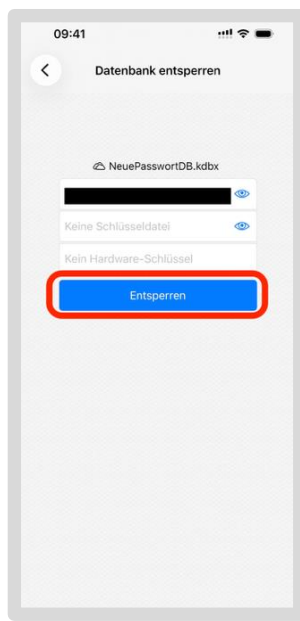 09:41
Datenbank entsperren
NeuePasswortDB.kdbx
Keine Schlüsseldatei
Kein Hardware-Schlüssel
Entsperren